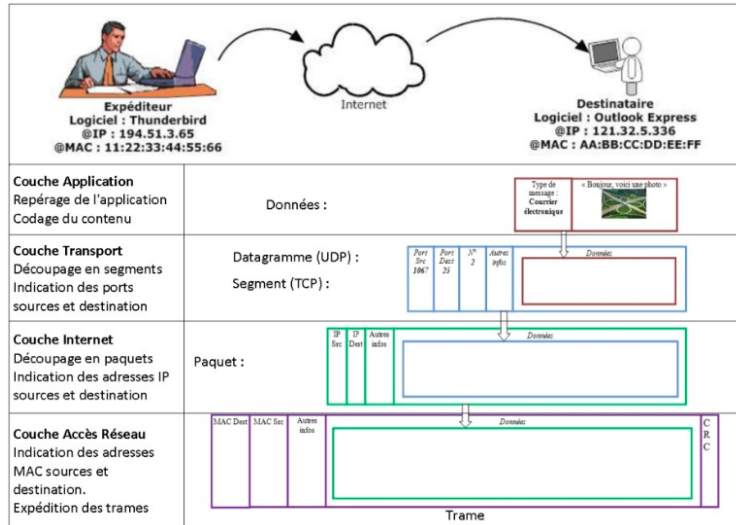 Expéditeur
Logiciel : Thunderbird
@IP : 194.51.3.65
@MAC : 11:22:33:44:55:66
Internet
Destinataire
Logiciel : Outlook Express
@IP : 121.32.5.336
@MAC : AA:BB:CC:DD:EE:FF
Couche Application
Repérage de l'application
Codage du contenu
Données :
Type de
message :
Courrier
électronique
« Bonjour, voici une photo »
Couche Transport
Découpage en segments
Indication des ports
sources et destination
Datagramme (UDP) :
Segment (TCP) :
Port
Src
1067
Port
Dest
25
N°
2
Autres
infos
Données
Couche Internet
Découpage en paquets
Indication des adresses IP
sources et destination
Paquet :
IP
Src
IP
Dest
Autres
infos
Données
Couche Accès Réseau
Indication des adresses
MAC sources et
destination.
Expédition des trames
MAC Dest
MAC Src
Autres
infos
Données
C
R
C
Trame